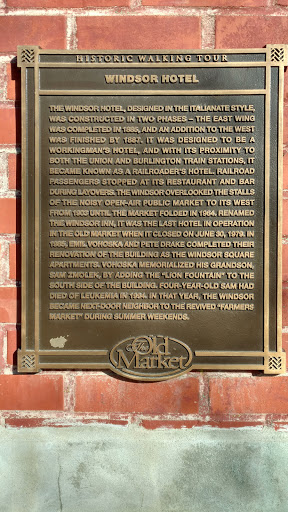 HISTORIC WALKING TOUR
WINDSOR HOTEL
THE WINDSOR HOTEL, DESIGNED IN THE ITALIANATE STYLE,
WAS CONSTRUCTED IN TWO PHASES – THE EAST WING
WAS COMPLETED IN 1885, AND AN ADDITION TO THE WEST
WAS FINISHED BY 1887. IT WAS DESIGNED TO BE A
WORKINGMAN'S HOTEL, AND WITH ITS PROXIMITY TO
BOTH THE UNION AND BURLINGTON TRAIN STATIONS, IT
BECAME KNOWN AS A RAILROADER'S HOTEL. RAILROAD
PASSENGERS STOPPED AT ITS RESTAURANT AND BAR
DURING LAYOVERS. THE WINDSOR OVERLOOKED THE STALLS
OF THE NOISY OPEN-AIR PUBLIC MARKET TO ITS WEST
FROM 1903 UNTIL THE MARKET FOLDED IN 1964. RENAMED
THE WINDSOR INN, IT WAS THE LAST HOTEL IN OPERATION
IN THE OLD MARKET WHEN IT CLOSED ON JUNE 30, 1979. IN
1985, EMIL VOHOSKA AND PETE DRAKE COMPLETED THEIR
RENOVATION OF THE BUILDING AS THE WINDSOR SQUARE
APARTMENTS. VOHOSKA MEMORIALIZED HIS GRANDSON,
SAM ZWOLEK, BY ADDING THE "LION FOUNTAIN" TO THE
SOUTH SIDE OF THE BUILDING. FOUR-YEAR-OLD SAM HAD
DIED OF LEUKEMIA IN 1994. IN THAT YEAR, THE WINDSOR
BECAME NEXT-DOOR NEIGHBOR TO THE REVIVED "FARMERS
MARKET" DURING SUMMER WEEKENDS.
The Old Market